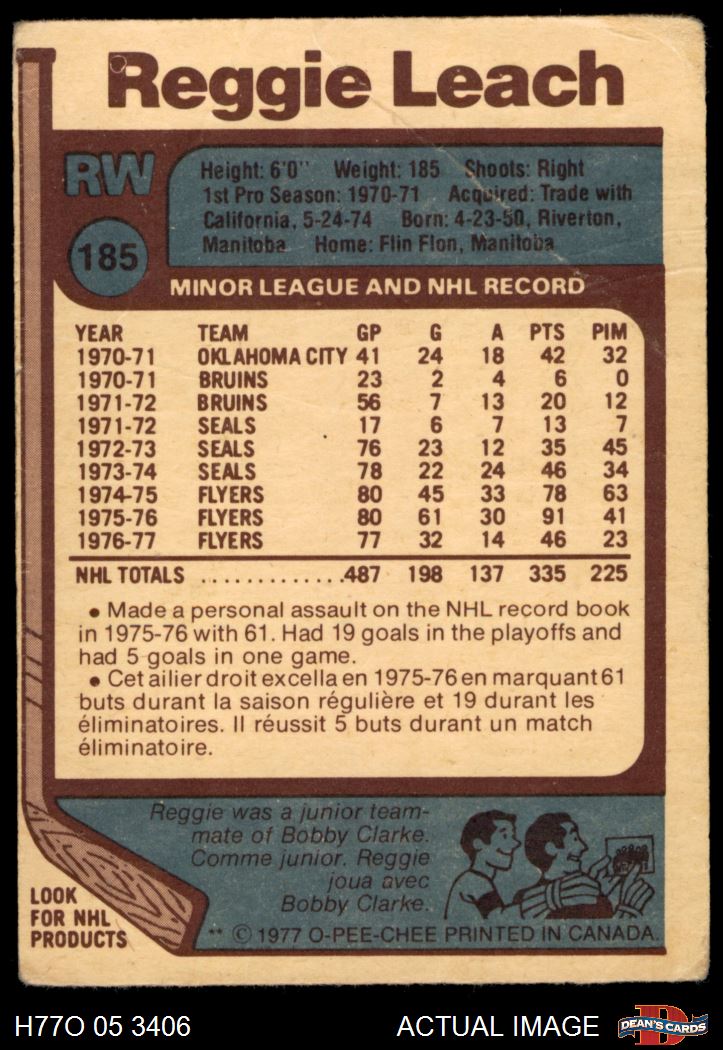 Reggie Leach
RW
185
Height: 6'0" Weight: 185 Shoots: Right
1st Pro Season: 1970-71 Acquired: Trade with
California, 5-24-74 Born: 4-23-50, Riverton,
Manitoba Home: Flin Flon, Manitoba
MINOR LEAGUE AND NHL RECORD
YEAR TEAM GP G A PTS PIM
1970-71 OKLAHOMA CITY 41 24 18 42 32
1970-71 BRUINS 23 2 4 6 0
1971-72 BRUINS 56 7 13 20 12
1971-72 SEALS 17 6 7 13 7
1972-73 SEALS 76 23 12 35 45
1973-74 SEALS 78 22 24 46 34
1974-75 FLYERS 80 45 33 78 63
1975-76 FLYERS 80 61 30 91 41
1976-77 FLYERS 77 32 14 46 23
NHL TOTALS ..............487 198 137 335 225
• Made a personal assault on the NHL record book
in 1975-76 with 61. Had 19 goals in the playoffs and
had 5 goals in one game.
• Cet ailier droit excella en 1975-76 en marquant 61
buts durant la saison régulière et 19 durant les
éliminatoires. Il réussit 5 buts durant un match
éliminatoire.
Reggie was a junior team-
mate of Bobby Clarke.
Comme junior. Reggie
joua avec
Bobby Clarke.
LOOK
FOR NHL
PRODUCTS
** © 1977 O-PEE-CHEE PRINTED IN CANADA.
H77O 05 3406 ACTUAL IMAGE D DEAN'S CARDS